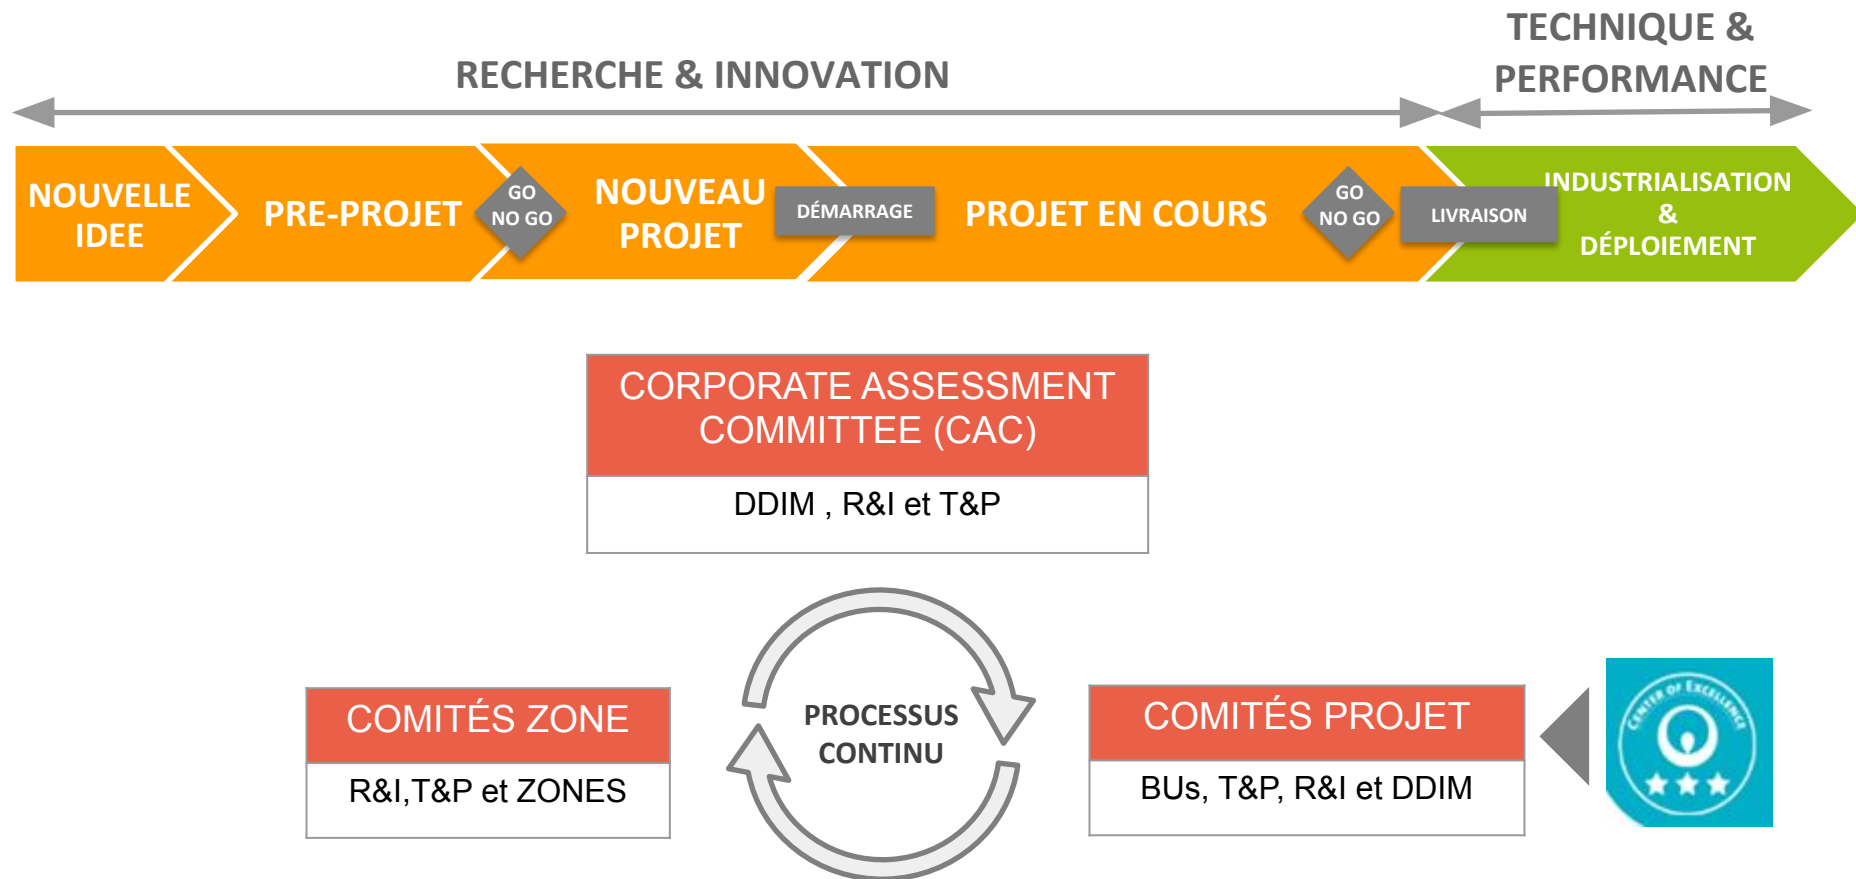 TECHNIQUE &
PERFORMANCE
RECHERCHE & INNOVATION
NOUVELLE
IDEE
PRE-PROJET
GO
NO GO
NOUVEAU
PROJET
DÉMARRAGE
PROJET EN COURS
GO
NO GO
LIVRAISON
INDUSTRIALISATION
&
DÉPLOIEMENT
CORPORATE ASSESSMENT
COMMITTEE (CAC)
DDIM , R&I et T&P
COMITÉS ZONE
R&I,T&P et ZONES
PROCESSUS
CONTINU
COMITÉS PROJET
BUs, T&P, R&I et DDIM
CENTER OF EXCELLENCE